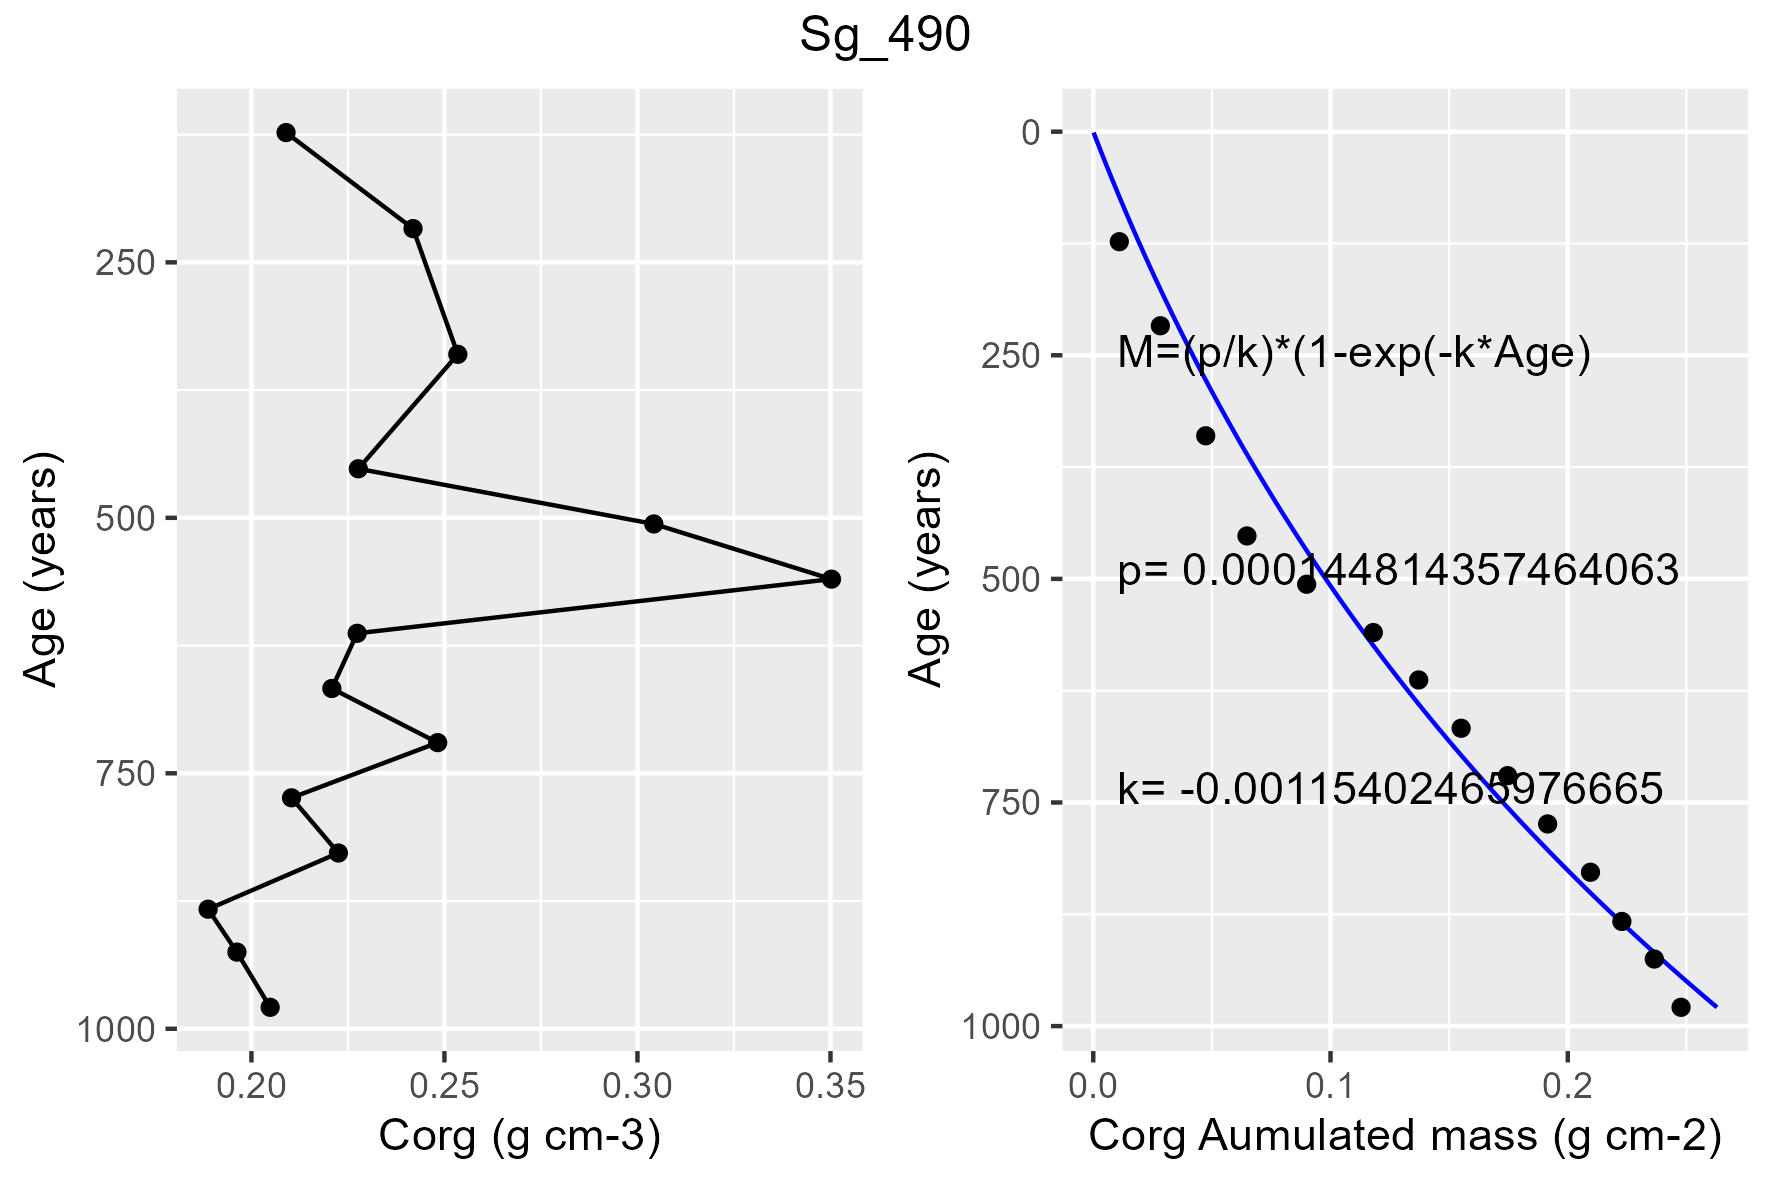 Sg_490
Age (years)
250
500
750
1000
0.20
0.25
0.30
0.35
Corg (g cm-3)
Age (years)
0
250
500
750
1000
M=(p/k)*(1-exp(-k*Age)
p= 0.000144814357464063
k= -0.00115402465976665
0.0
0.1
0.2
Corg Aumulated mass (g cm-2)